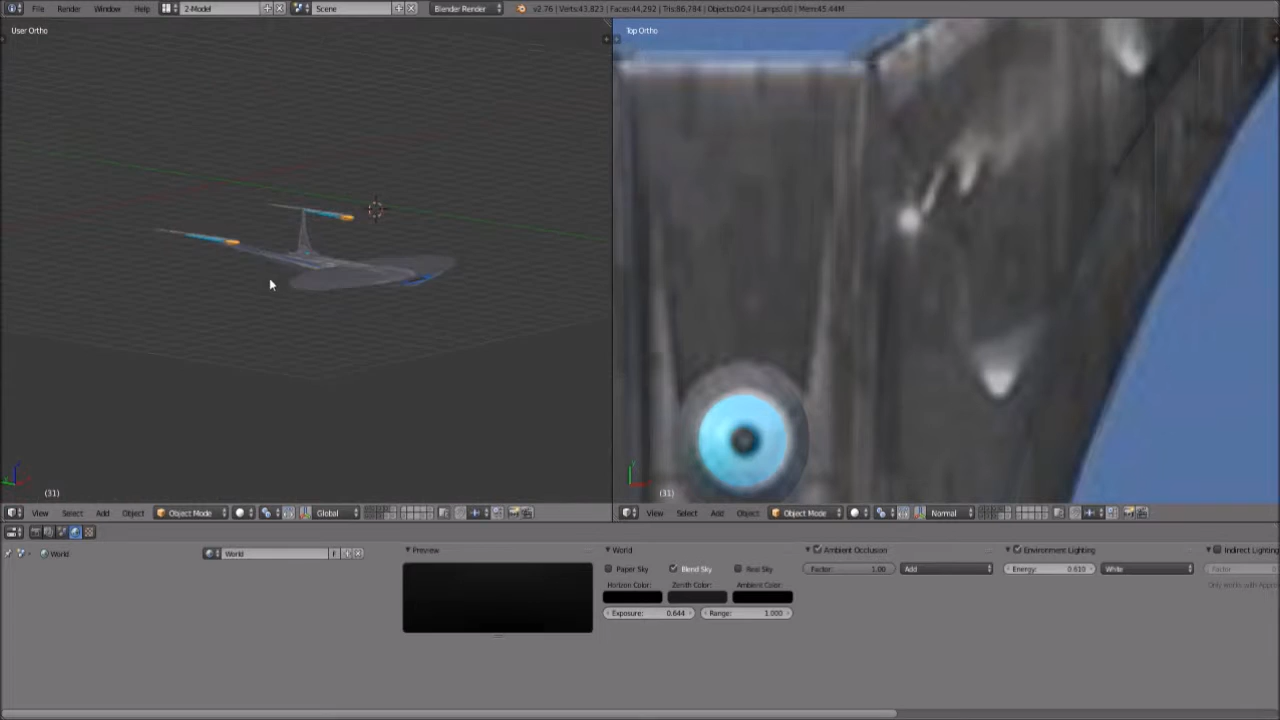 File Render Window Help 2-Model Scene Blender Render v2.76 | Verts:43,823 | Faces:44,292 | Tris:86,784 | Objects:0/24 | Lamps:0/0 | Mem:45.44M
User Ortho
Top Ortho
(31)
(31)
View Select Add Object Object Mode Global
View Select Add Object Object Mode Normal
World
World F
Preview
World
Paper Sky Blend Sky Real Sky
Horizon Color: Zenith Color: Ambient Color:
Exposure: 0.644 Range: 1.000
Ambient Occlusion
Factor: 1.00 Add
Environment Lighting
Energy: 0.610 White
Indirect Lighting
Factor
Only works with Appro